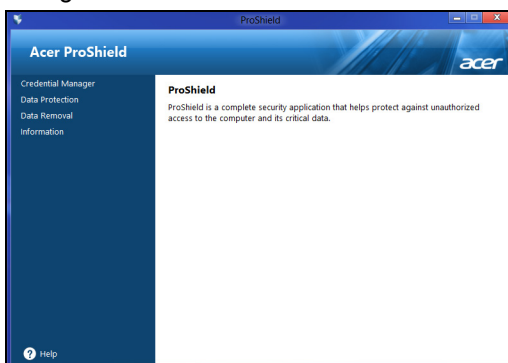 ProShield
Acer ProShield
acer
Credential Manager
Data Protection
Data Removal
Information
ProShield
ProShield is a complete security application that helps protect against unauthorized
access to the computer and its critical data.
Help